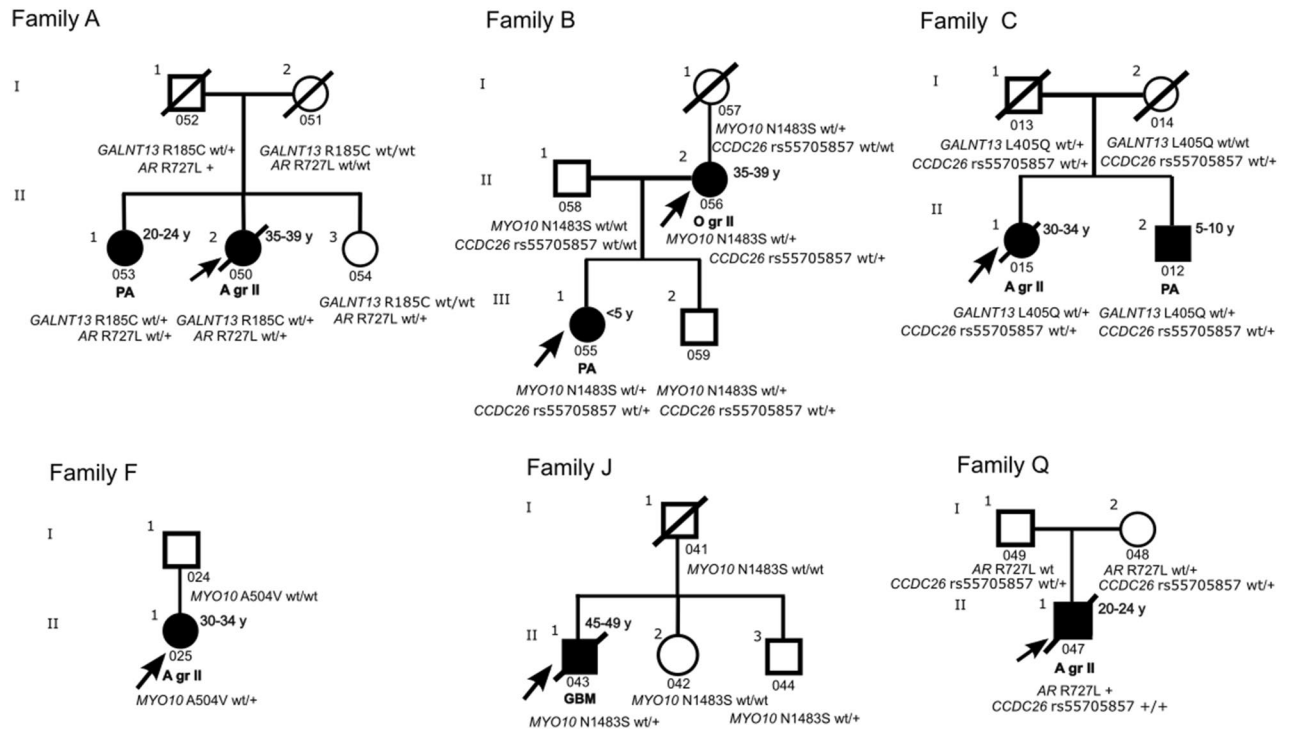 Family A
I
1
2
052
051
GALNT13 R185C wt/+
AR R727L +
GALNT13 R185C wt/wt
AR R727L wt/wt
II
1
20-24 y
2
35-39 y
3
053
050
054
PA
A gr II
GALNT13 R185C wt/+
AR R727L wt/+
GALNT13 R185C wt/+
AR R727L wt/+
GALNT13 R185C wt/wt
AR R727L wt/+
Family B
I
1
057
MYO10 N1483S wt/+
CCDC26 rs55705857 wt/wt
II
1
2
35-39 y
058
056
O gr II
MYO10 N1483S wt/wt
CCDC26 rs55705857 wt/wt
MYO10 N1483S wt/+
CCDC26 rs55705857 wt/+
III
1
<5 y
2
055
059
PA
MYO10 N1483S wt/+
CCDC26 rs55705857 wt/+
MYO10 N1483S wt/+
CCDC26 rs55705857 wt/+
Family C
I
1
2
013
014
GALNT13 L405Q wt/+
CCDC26 rs55705857 wt/+
GALNT13 L405Q wt/wt
CCDC26 rs55705857 wt/+
II
1
30-34 y
2
5-10 y
015
012
A gr II
PA
GALNT13 L405Q wt/+
CCDC26 rs55705857 wt/+
GALNT13 L405Q wt/+
CCDC26 rs55705857 wt/+
Family F
I
1
024
MYO10 A504V wt/wt
II
1
30-34 y
025
A gr II
MYO10 A504V wt/+
Family J
I
1
041
MYO10 N1483S wt/wt
II
1
45-49 y
2
3
043
042
044
GBM
MYO10 N1483S wt/+
MYO10 N1483S wt/wt
MYO10 N1483S wt/+
Family Q
I
1
2
049
048
AR R727L wt
CCDC26 rs55705857 wt/+
AR R727L wt/+
CCDC26 rs55705857 wt/+
II
1
20-24 y
047
A gr II
AR R727L +
CCDC26 rs55705857 +/+